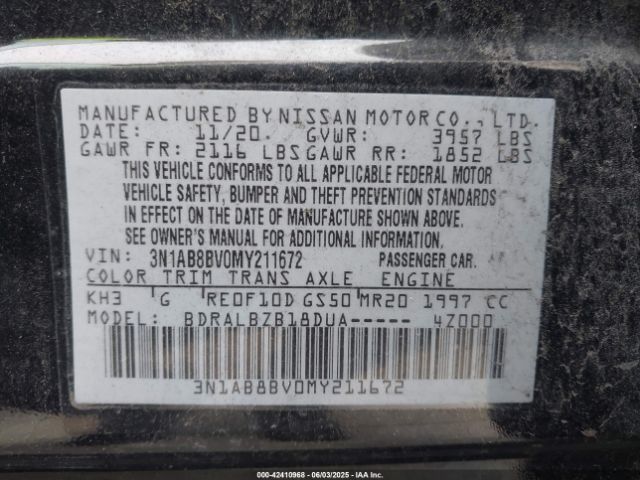 MANUFACTURED BY NISSAN MOTOR CO., LTD.
DATE: 11/20. GVWR: 3957 LBS
GAWR FR: 2116 LBS GAWR RR: 1852 LBS
THIS VEHICLE CONFORMS TO ALL APPLICABLE FEDERAL MOTOR
VEHICLE SAFETY, BUMPER AND THEFT PREVENTION STANDARDS
IN EFFECT ON THE DATE OF MANUFACTURE SHOWN ABOVE.
SEE OWNER'S MANUAL FOR ADDITIONAL INFORMATION.
VIN: 3N1AB8BV0MY211672 PASSENGER CAR.
COLOR TRIM TRANS AXLE ENGINE
KH3 G RE0F10D GS50 MR20 1997 CC
MODEL: BDRALBZB18DUA----- 4Z000
3N1AB8BV0MY211672
000-42410968 | 06/03/2025 | IAA Inc.